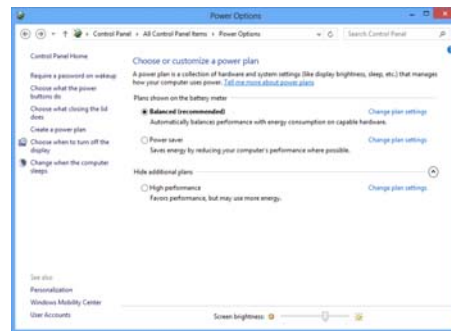 Power Options
Control Panel > All Control Panel Items > Power Options
Search Control Panel
Control Panel Home
Require a password on wakeup
Choose what the power
buttons do
Choose what closing the lid
does
Create a power plan
Choose when to turn off the
display
Change when the computer
sleeps
Choose or customize a power plan
A power plan is a collection of hardware and system settings (like display brightness, sleep, etc.) that manages
how your computer uses power. Tell me more about power plans
Plans shown on the battery meter
Balanced (recommended) Change plan settings
Automatically balances performance with energy consumption on capable hardware.
Power saver Change plan settings
Saves energy by reducing your computer's performance where possible.
Hide additional plans
High performance Change plan settings
Favors performance, but may use more energy.
See also
Personalization
Windows Mobility Center
User Accounts
Screen brightness: